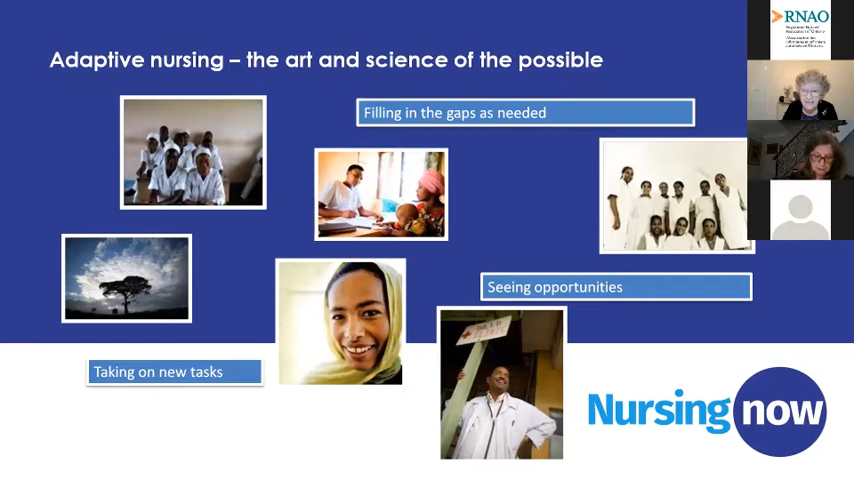 Adaptive nursing – the art and science of the possible
RNAO
Filling in the gaps as needed
Seeing opportunities
Taking on new tasks
Nursing now